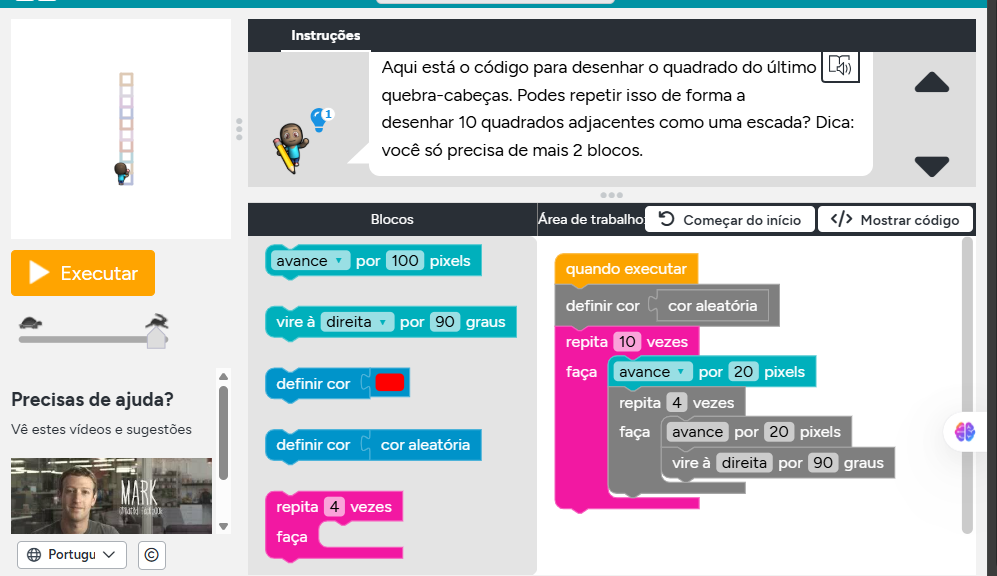 Instruções
Aqui está o código para desenhar o quadrado do último
quebra-cabeças. Podes repetir isso de forma a
desenhar 10 quadrados adjacentes como uma escada? Dica:
você só precisa de mais 2 blocos.
1
Executar
Precisas de ajuda?
Vê estes vídeos e sugestões
MARK
Portugu
©
Blocos
avance por 100 pixels
vire à direita por 90 graus
definir cor
definir cor cor aleatória
repita 4 vezes
faça
Área de trabalho:
Começar do início
</> Mostrar código
quando executar
definir cor cor aleatória
repita 10 vezes
faça avance por 20 pixels
repita 4 vezes
faça avance por 20 pixels
vire à direita por 90 graus